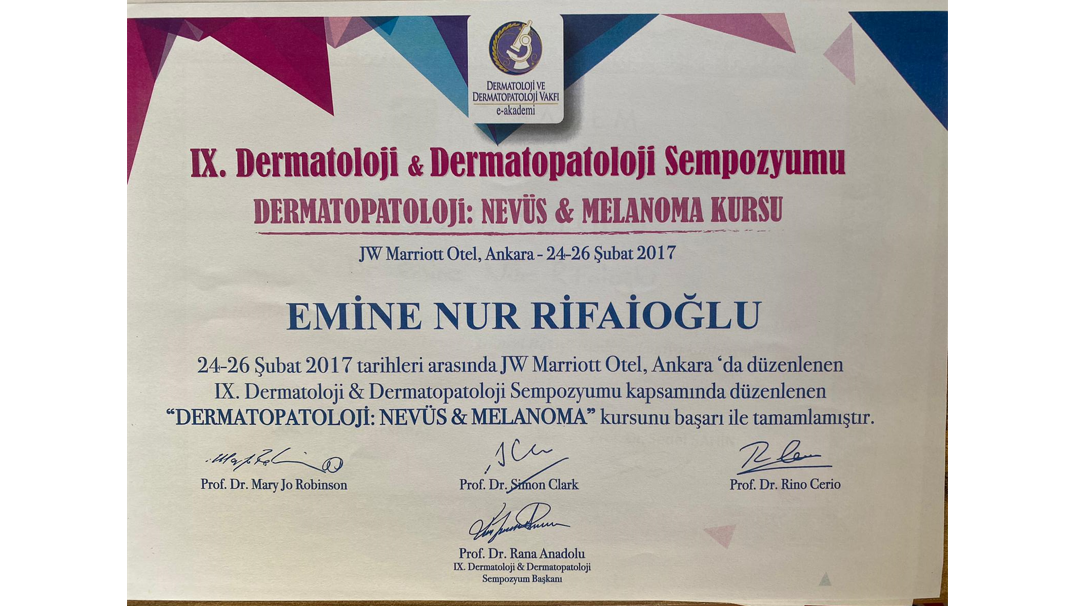 DERMATOLOJİ VE
DERMATOPATOLOJİ VAKFI
e-akademi
IX. Dermatoloji & Dermatopatoloji Sempozyumu
DERMATOPATOLOJİ: NEVÜS & MELANOMA KURSU
JW Marriott Otel, Ankara - 24-26 Şubat 2017
EMİNE NUR RİFAİOĞLU
24-26 Şubat 2017 tarihleri arasında JW Marriott Otel, Ankara ‘da düzenlenen
IX. Dermatoloji & Dermatopatoloji Sempozyumu kapsamında düzenlenen
“DERMATOPATOLOJİ: NEVÜS & MELANOMA” kursunu başarı ile tamamlamıştır.
Prof. Dr. Mary Jo Robinson
Prof. Dr. Simon Clark
Prof. Dr. Rino Cerio
Prof. Dr. Rana Anadolu
IX. Dermatoloji & Dermatopatoloji
Sempozyum Başkanı